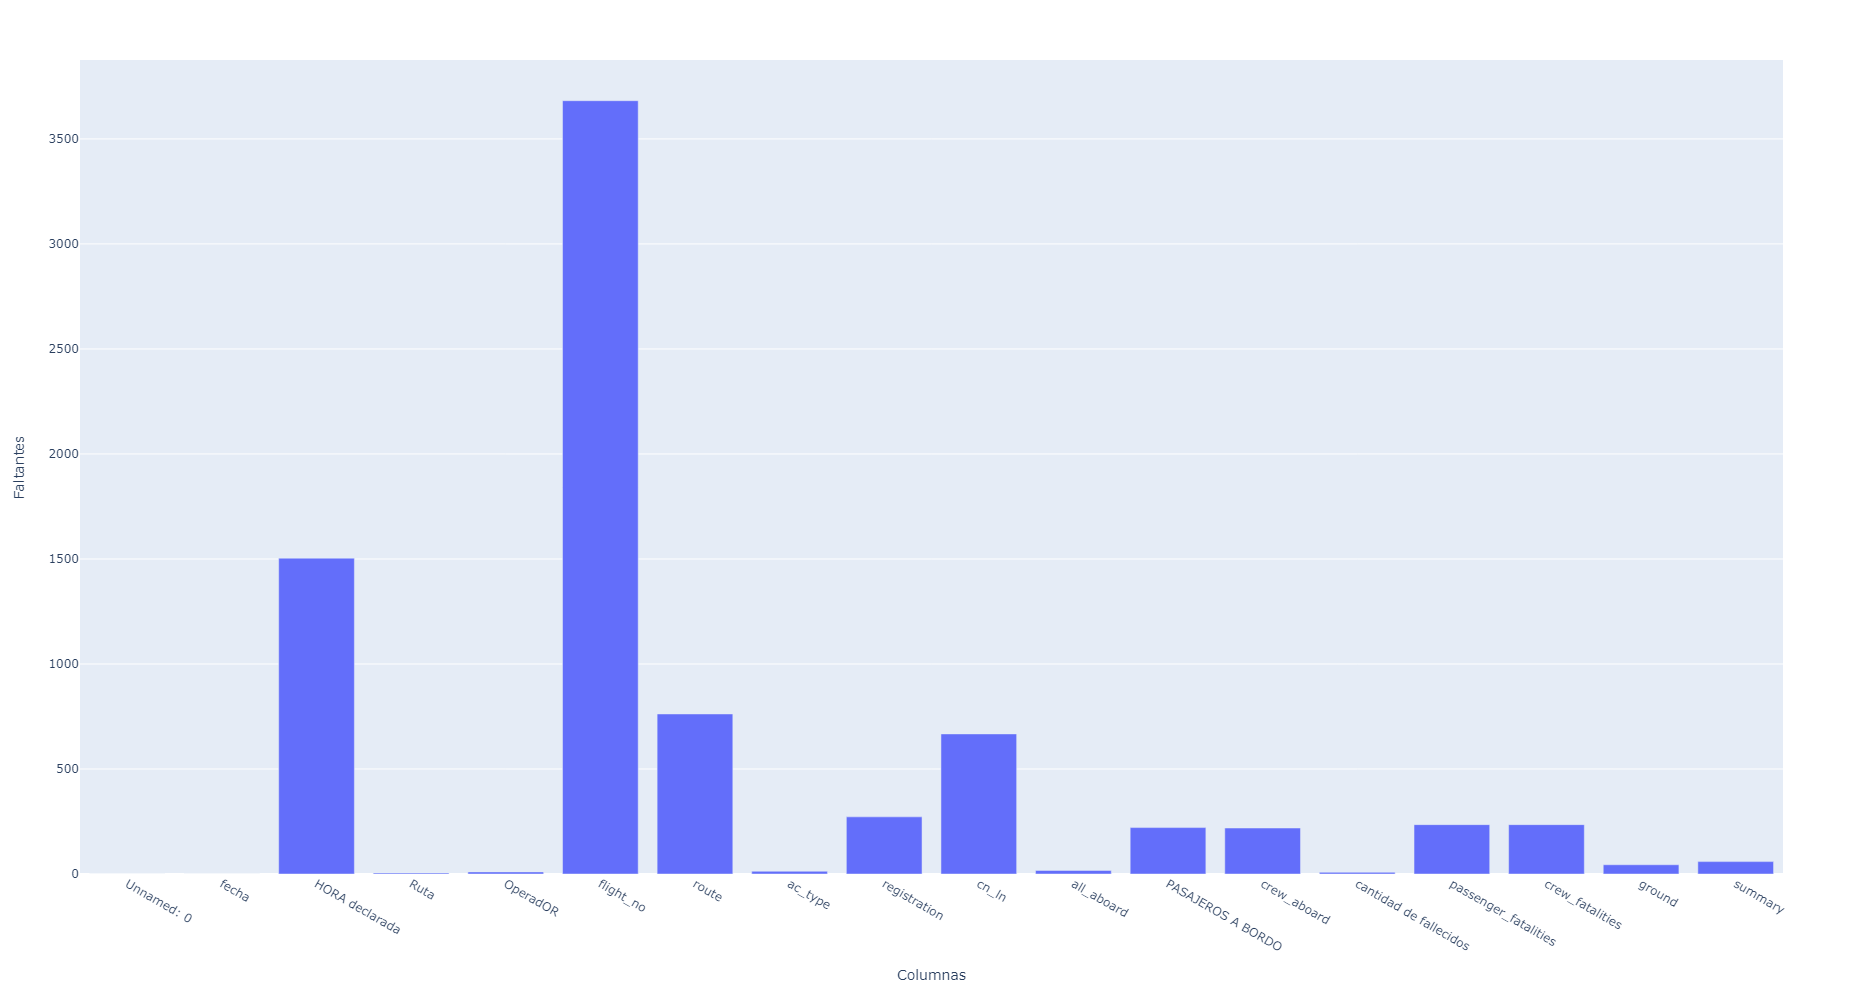 Faltantes
3500
3000
2500
2000
1500
1000
500
0
Unnamed: 0
fecha
HORA declarada
Ruta
OperadOR
flight_no
route
ac_type
registration
cn_ln
all_aboard
PASAJEROS A BORDO
crew_aboard
cantidad de fallecidos
passenger_fatalities
crew_fatalities
ground
summary
Columnas